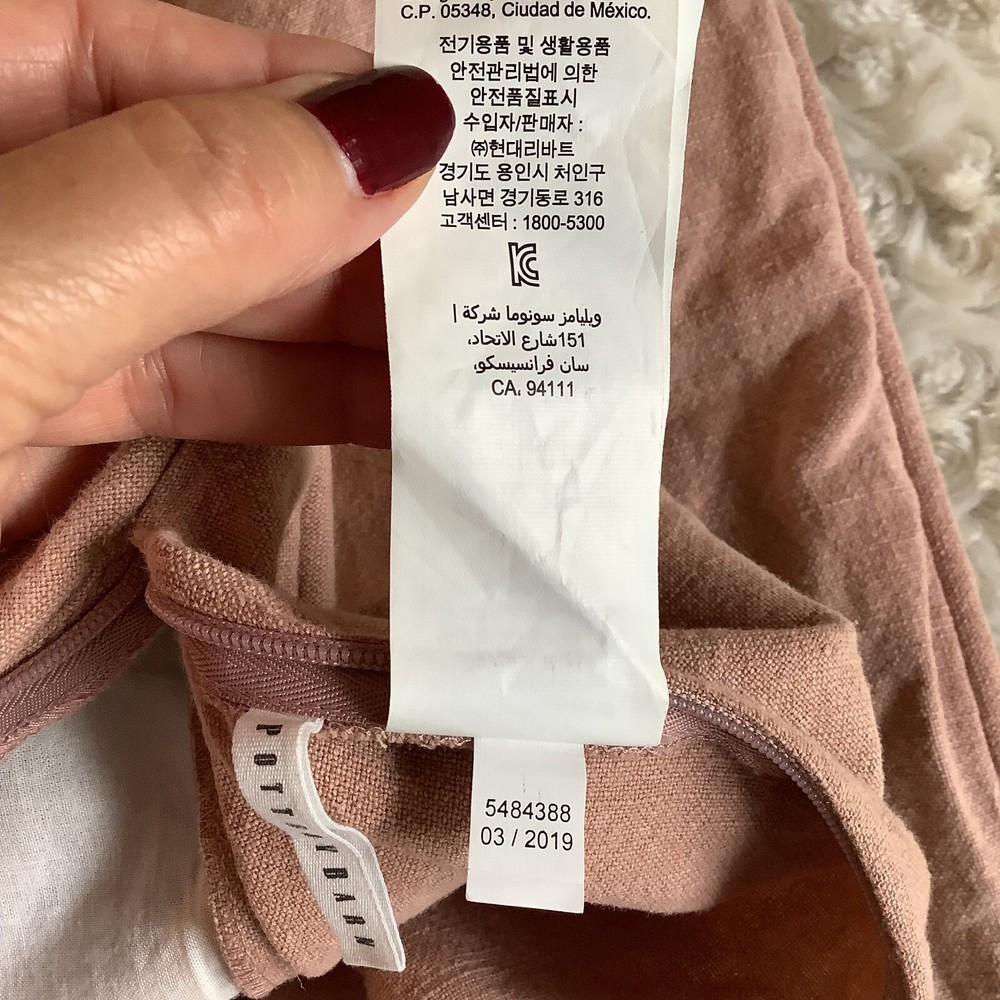 C.P. 05348, Ciudad de México.
전기용품 및 생활용품
안전관리법에 의한
안전품질표시
수입자/판매자 :
㈜현대리바트
경기도 용인시 처인구
남사면 경기동로 316
고객센터 : 1800-5300
KC
ويليامز سونوما شركة |
151شارع الاتحاد،
سان فرانسيسكو،
CA، 94111
5484388
03 / 2019